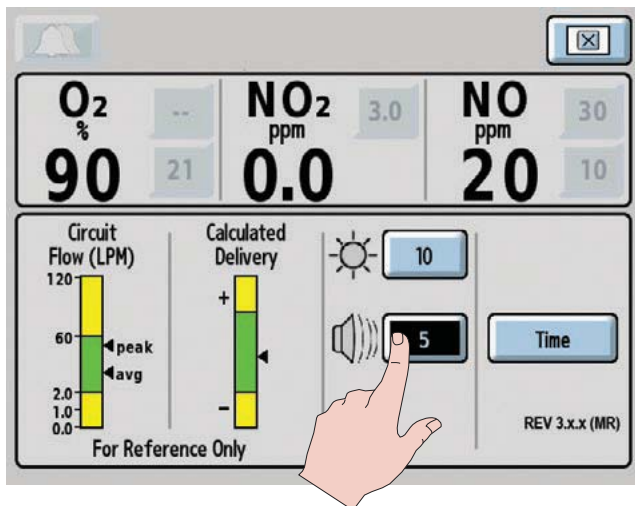 O2
%
90
--
21
NO2
ppm
0.0
3.0
NO
ppm
20
30
10
Circuit
Flow (LPM)
120
60
2.0
1.0
0.0
peak
avg
Calculated
Delivery
+
-
For Reference Only
10
5
Time
REV 3.x.x (MR)